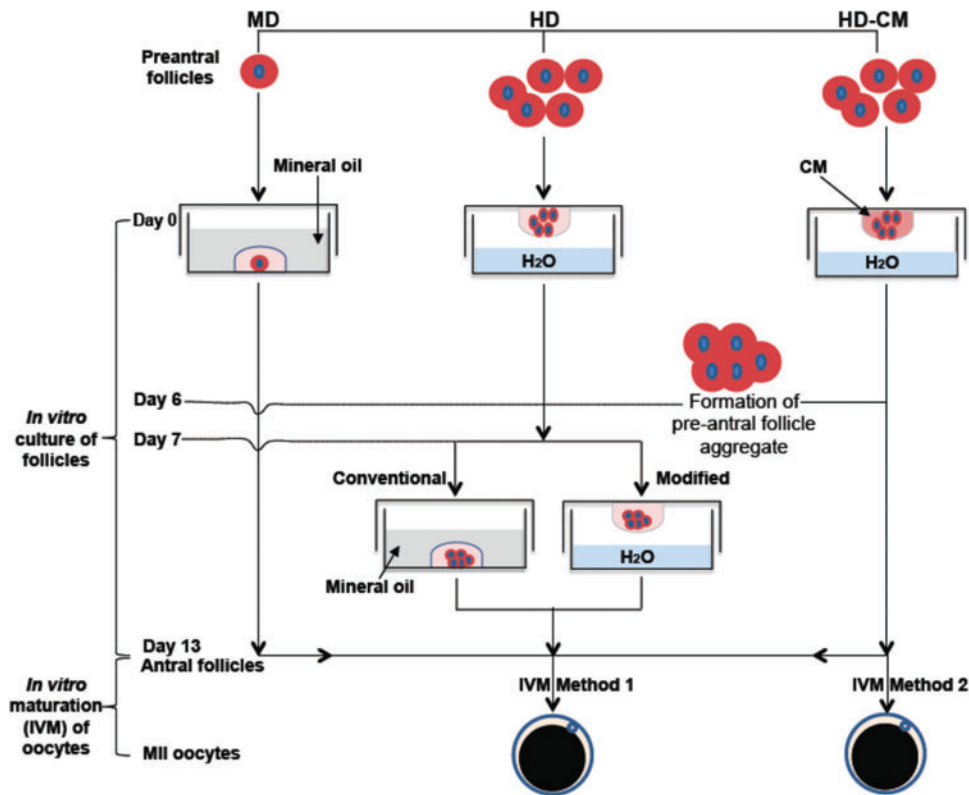 MD
HD
HD-CM
Preantral
follicles
Mineral oil
CM
Day 0
H2O
H2O
Day 6
Formation of
pre-antral follicle
aggregate
In vitro
culture of
follicles
Day 7
Conventional
Modified
H2O
Mineral oil
Day 13
Antral follicles
In vitro
maturation
(IVM) of
oocytes
IVM Method 1
IVM Method 2
MII oocytes